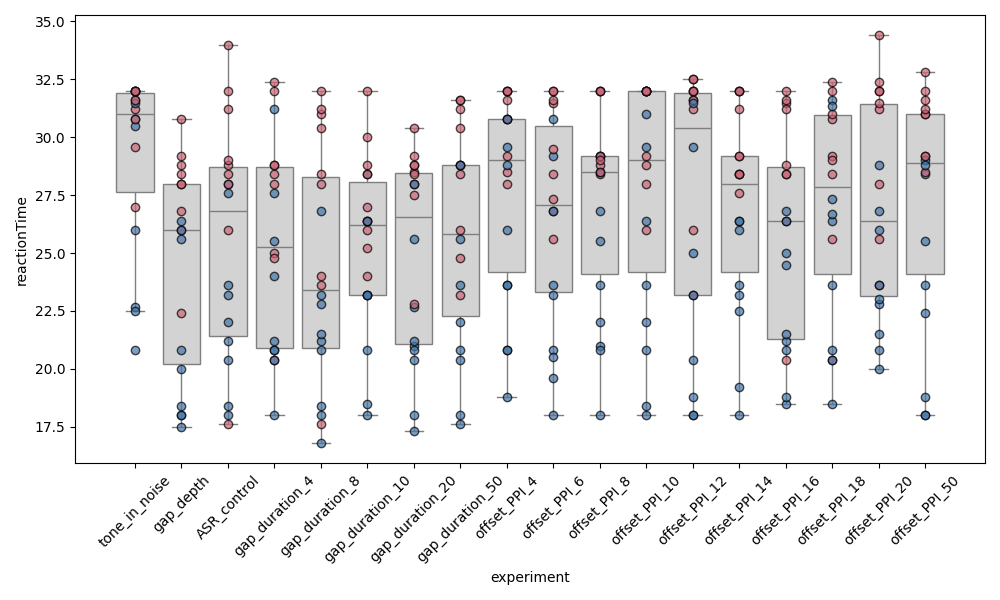 35.0
32.5
30.0
27.5
25.0
22.5
20.0
17.5
reactionTime
tone_in_noise
gap_depth
ASR_control
gap_duration_4
gap_duration_8
gap_duration_10
gap_duration_20
gap_duration_50
offset_PPI_4
offset_PPI_6
offset_PPI_8
offset_PPI_10
offset_PPI_12
offset_PPI_14
offset_PPI_16
offset_PPI_18
offset_PPI_20
offset_PPI_50
experiment